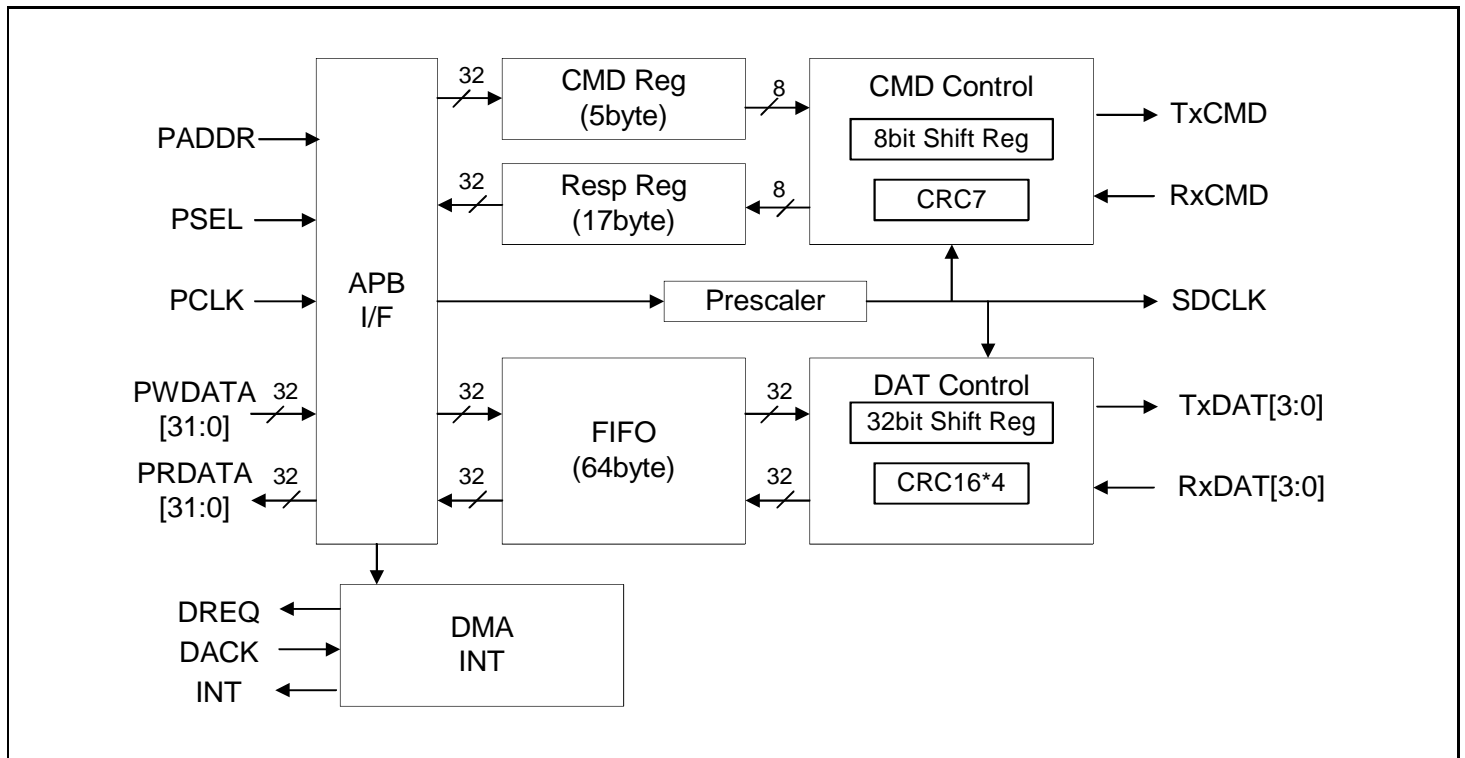 32
CMD Reg
(5byte)
8
CMD Control
8bit Shift Reg
CRC7
TxCMD
RxCMD
PADDR
PSEL
PCLK
32
Resp Reg
(17byte)
8
APB
I/F
Prescaler
SDCLK
PWDATA
[31:0]
32
PRDATA
[31:0]
32
32
32
FIFO
(64byte)
32
32
DAT Control
32bit Shift Reg
CRC16*4
TxDAT[3:0]
RxDAT[3:0]
DREQ
DACK
INT
DMA
INT